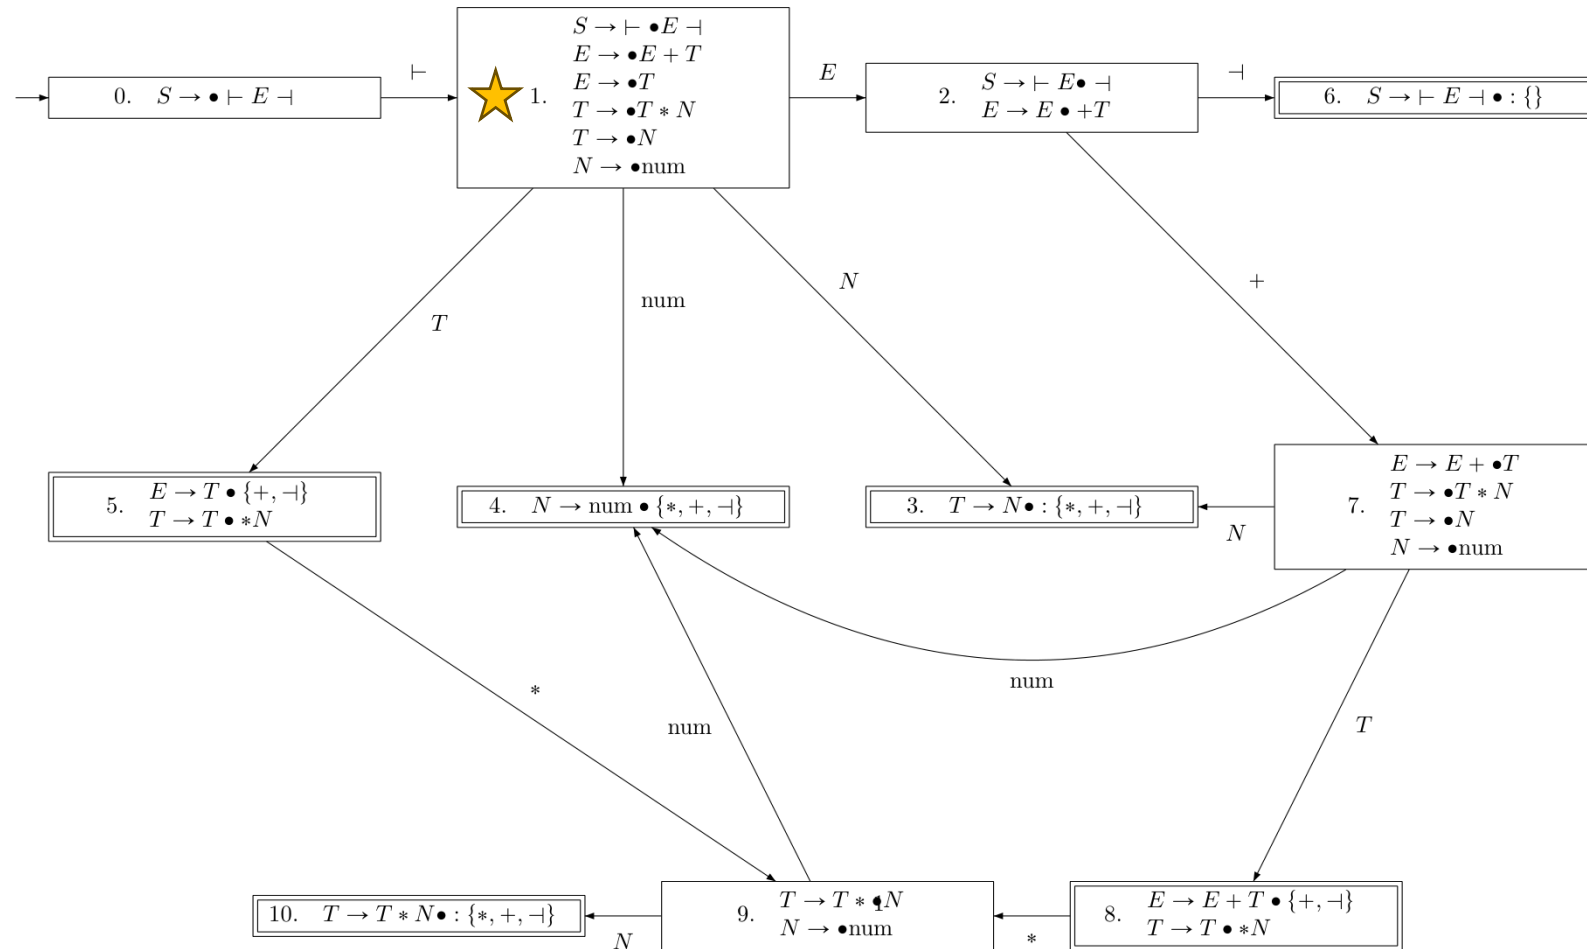 ⊢
0. S → • ⊢ E ⊣
1.
S → ⊢ •E ⊣
E → •E + T
E → •T
T → •T ∗ N
T → •N
N → •num
E
2.
S → ⊢ E• ⊣
E → E • +T
⊣
6. S → ⊢ E ⊣ • : {}
T
num
N
+
5.
E → T • {+, ⊣}
T → T • ∗N
4. N → num • {∗, +, ⊣}
3. T → N• : {∗, +, ⊣}
N
7.
E → E + •T
T → •T ∗ N
T → •N
N → •num
∗
num
num
T
10. T → T ∗ N• : {∗, +, ⊣}
N
9.
T → T ∗ •N
N → •num
∗
8.
E → E + T • {+, ⊣}
T → T • ∗N